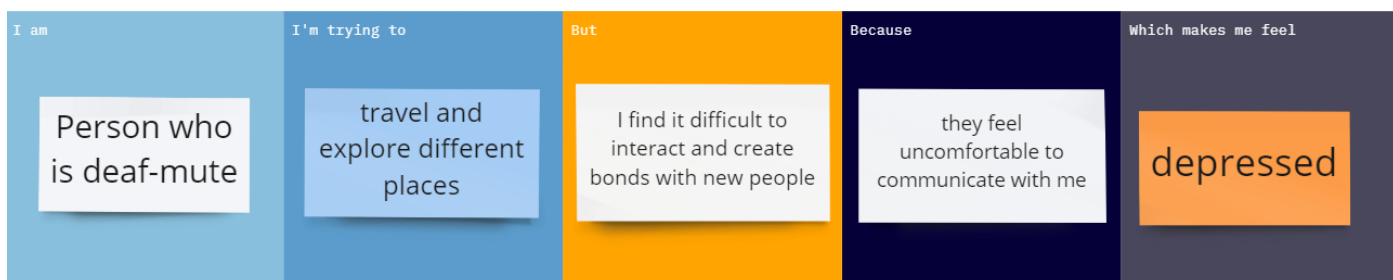 I am
Person who
is deaf-mute
I'm trying to
travel and
explore different
places
But
I find it difficult to
interact and create
bonds with new people
Because
they feel
uncomfortable to
communicate with me
Which makes me feel
depressed